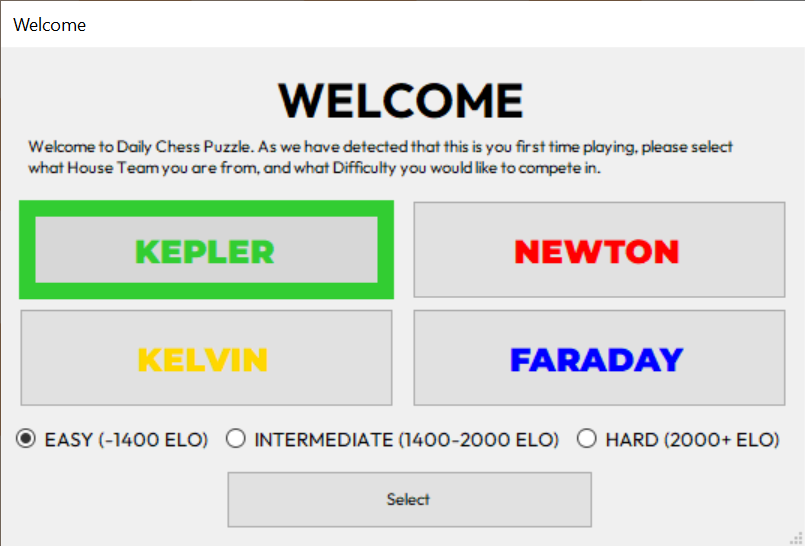 Welcome
WELCOME
Welcome to Daily Chess Puzzle. As we have detected that this is you first time playing, please select
what House Team you are from, and what Difficulty you would like to compete in.
KEPLER
NEWTON
KELVIN
FARADAY
EASY (-1400 ELO)
INTERMEDIATE (1400-2000 ELO)
HARD (2000+ ELO)
Select